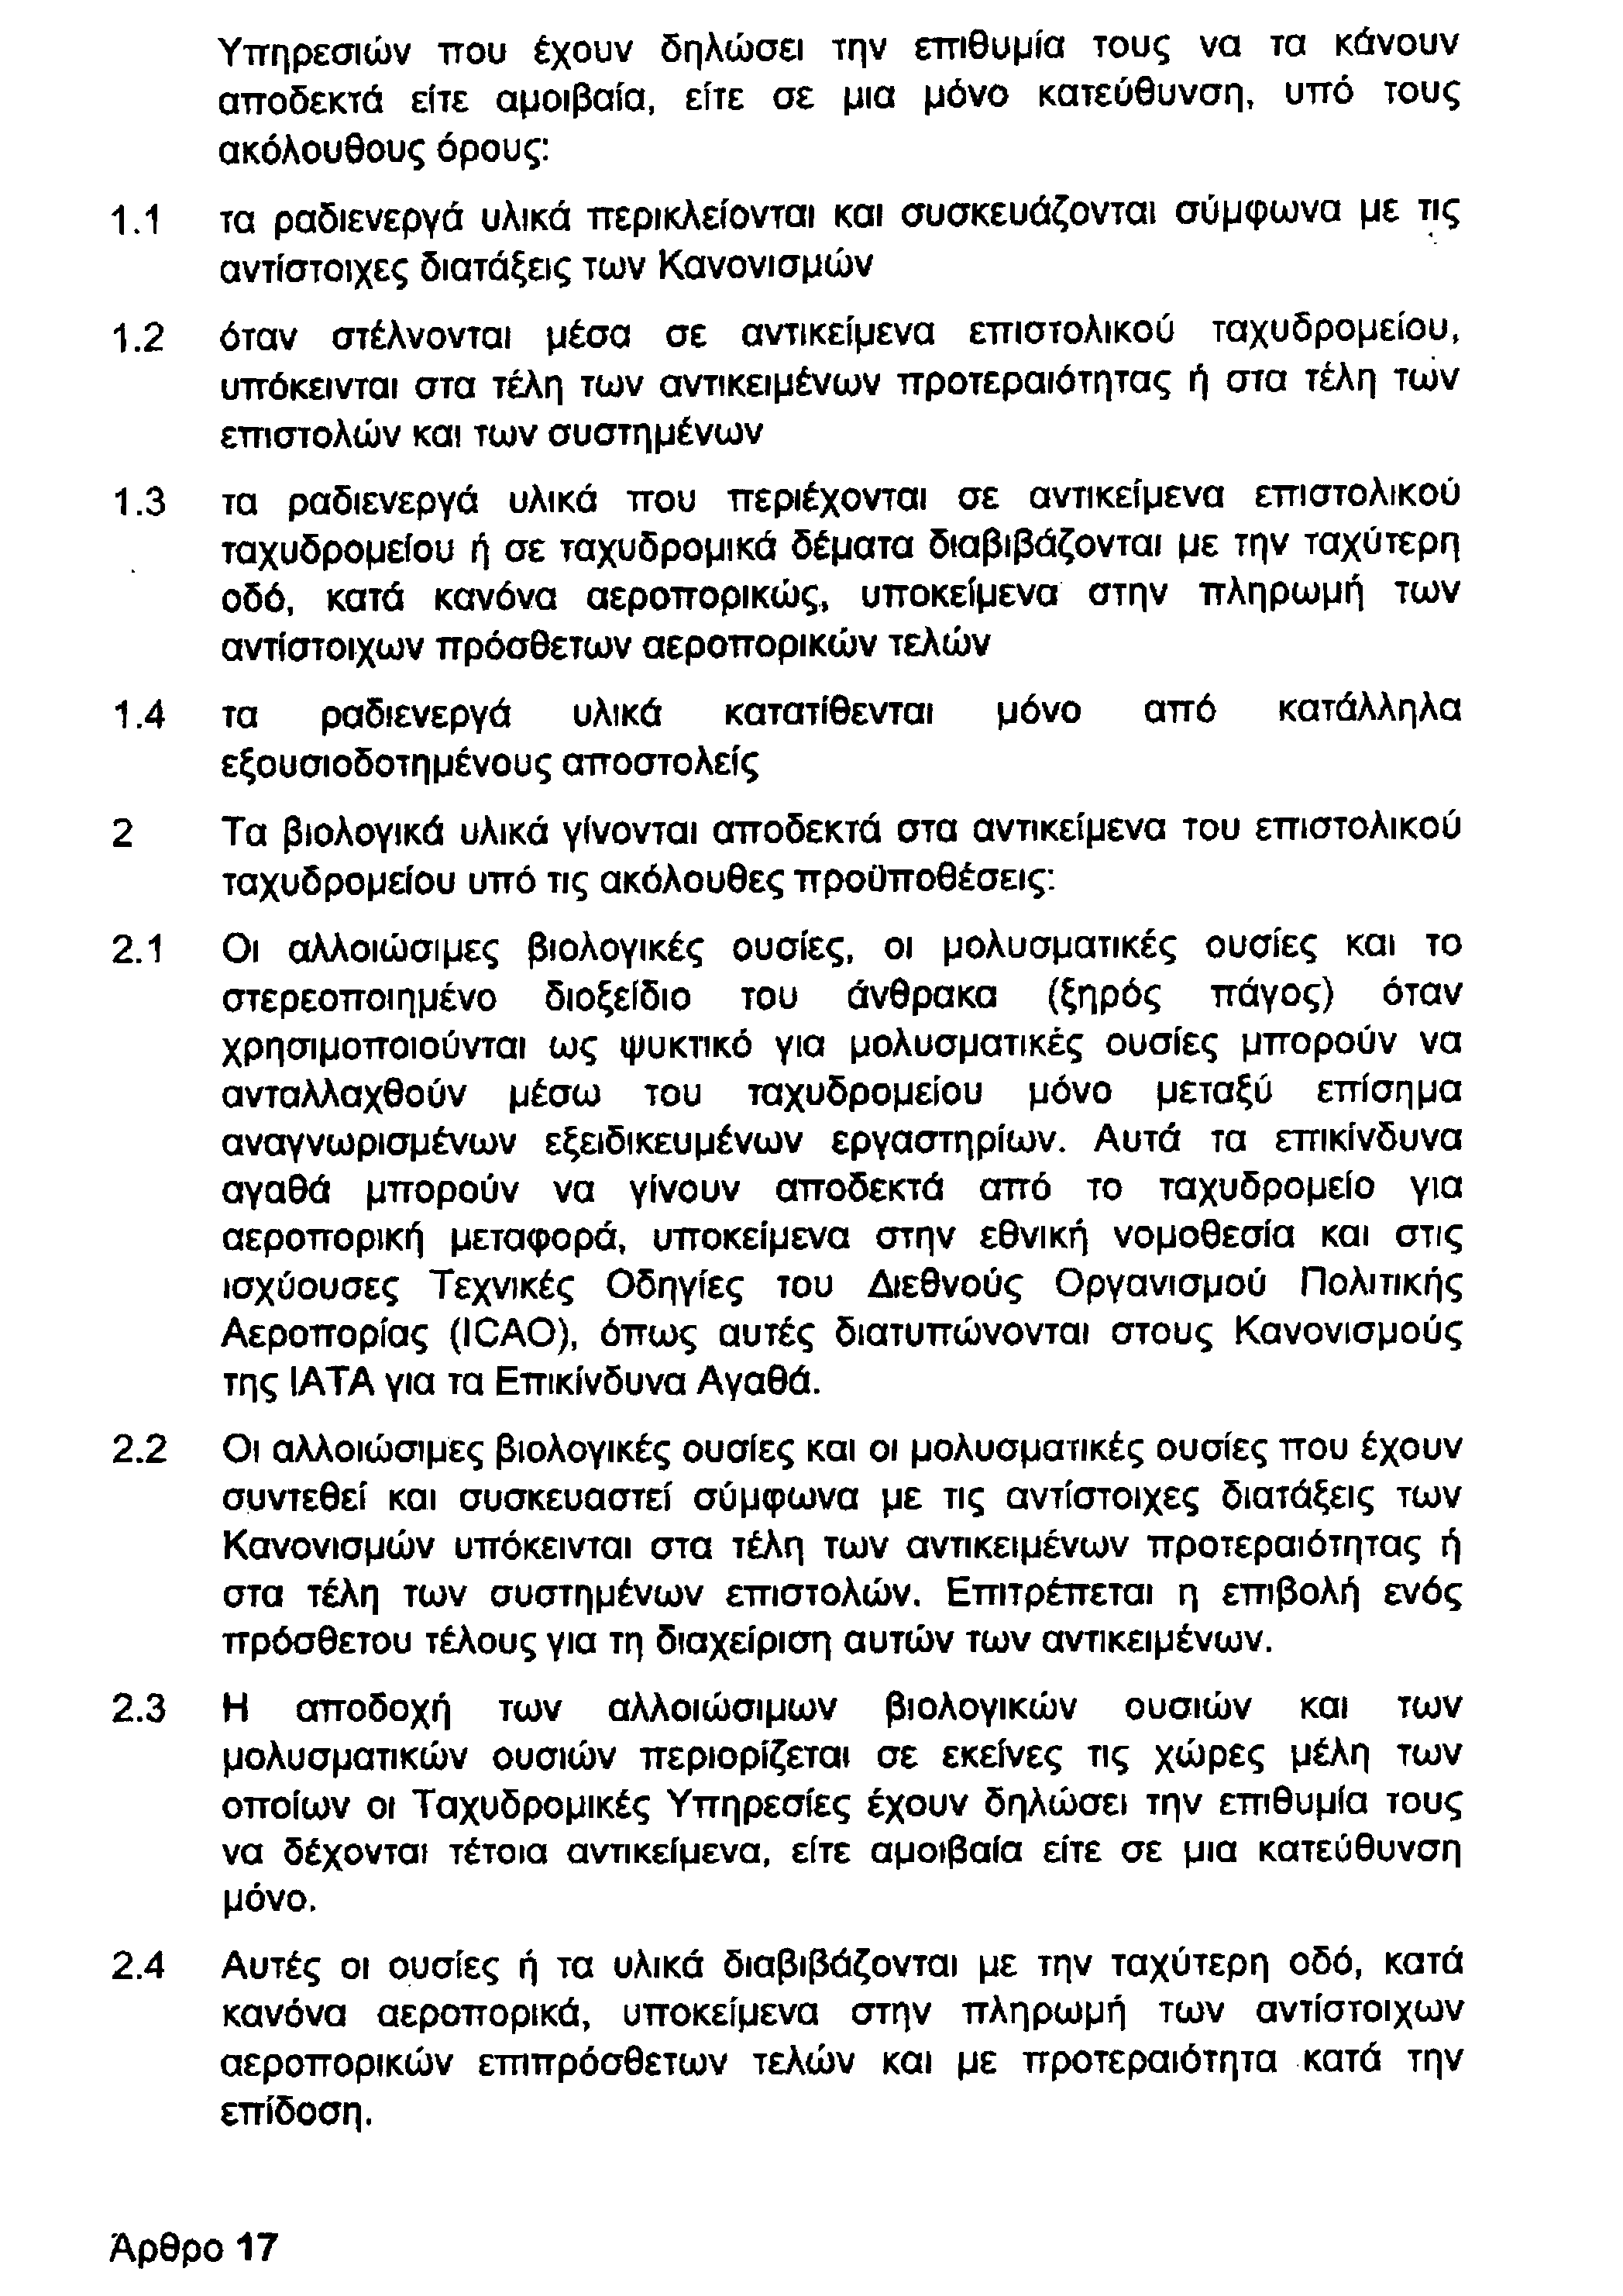 Υπηρεσιών που έχουν δηλώσει την επιθυμία τους να τα κάνουν
αποδεκτά είτε αμοιβαία, είτε σε μια μόνο κατεύθυνση, υπό τους
ακόλουθους όρους:
1.1 τα ραδιενεργά υλικά περικλείονται και συσκευάζονται σύμφωνα με τις
αντίστοιχες διατάξεις των Κανονισμών
1.2 όταν στέλνονται μέσα σε αντικείμενα επιστολικού ταχυδρομείου,
υπόκεινται στα τέλη των αντικειμένων προτεραιότητας ή στα τέλη των
επιστολών και των συστημένων
1.3 τα ραδιενεργά υλικά που περιέχονται σε αντικείμενα επιστολικού
ταχυδρομείου ή σε ταχυδρομικά δέματα διαβιβάζονται με την ταχύτερη
οδό, κατά κανόνα αεροπορικώς, υποκείμενα στην πληρωμή των
αντίστοιχων πρόσθετων αεροπορικών τελών
1.4 τα ραδιενεργά υλικά κατατίθενται μόνο από κατάλληλα
εξουσιοδοτημένους αποστολείς
2 Τα βιολογικά υλικά γίνονται αποδεκτά στα αντικείμενα του επιστολικού
ταχυδρομείου υπό τις ακόλουθες προϋποθέσεις:
2.1 Οι αλλοιώσιμες βιολογικές ουσίες, οι μολυσματικές ουσίες και το
στερεοποιημένο διοξείδιο του άνθρακα (ξηρός πάγος) όταν
χρησιμοποιούνται ως ψυκτικό για μολυσματικές ουσίες μπορούν να
ανταλλαχθούν μέσω του ταχυδρομείου μόνο μεταξύ επίσημα
αναγνωρισμένων εξειδικευμένων εργαστηρίων. Αυτά τα επικίνδυνα
αγαθά μπορούν να γίνουν αποδεκτά από το ταχυδρομείο για
αεροπορική μεταφορά, υποκείμενα στην εθνική νομοθεσία και στις
ισχύουσες Τεχνικές Οδηγίες του Διεθνούς Οργανισμού Πολιτικής
Αεροπορίας (ICAO), όπως αυτές διατυπώνονται στους Κανονισμούς
της IATA για τα Επικίνδυνα Αγαθά.
2.2 Οι αλλοιώσιμες βιολογικές ουσίες και οι μολυσματικές ουσίες που έχουν
συντεθεί και συσκευαστεί σύμφωνα με τις αντίστοιχες διατάξεις των
Κανονισμών υπόκεινται στα τέλη των αντικειμένων προτεραιότητας ή
στα τέλη των συστημένων επιστολών. Επιτρέπεται η επιβολή ενός
πρόσθετου τέλους για τη διαχείριση αυτών των αντικειμένων.
2.3 Η αποδοχή των αλλοιώσιμων βιολογικών ουσιών και των
μολυσματικών ουσιών περιορίζεται σε εκείνες τις χώρες μέλη των
οποίων οι Ταχυδρομικές Υπηρεσίες έχουν δηλώσει την επιθυμία τους
να δέχονται τέτοια αντικείμενα, είτε αμοιβαία είτε σε μια κατεύθυνση
μόνο.
2.4 Αυτές οι ουσίες ή τα υλικά διαβιβάζονται με την ταχύτερη οδό, κατά
κανόνα αεροπορικά, υποκείμενα στην πληρωμή των αντίστοιχων
αεροπορικών επιπρόσθετων τελών και με προτεραιότητα κατά την
επίδοση.
Άρθρο 17